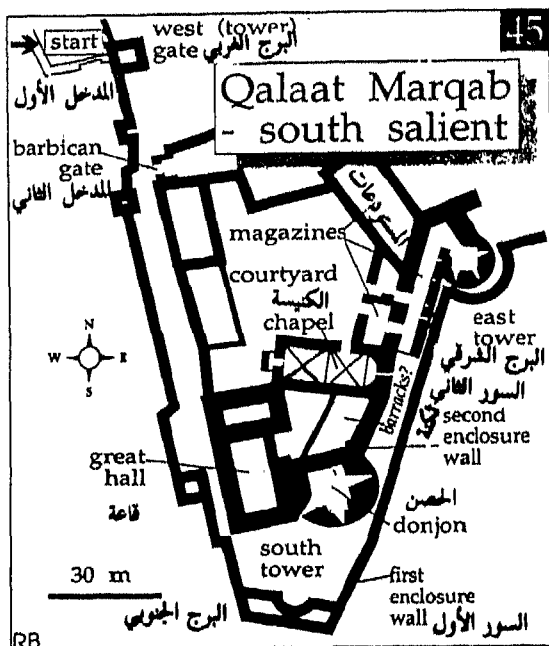 45
start
west (tower)
gate البرج الغربي
المدخل الأول
Qalaat Marqab
- south salient
barbican
gate
المدخل الثاني
المستودعات
magazines
courtyard
الكنيسة
chapel
N
W E
S
east
tower
البرج الشرقي
السور الثاني
Barracks?
ثكنة
second
enclosure
wall
great
hall
قاعة
الحصن
donjon
south
tower
30 m
first
enclosure
wall السور الأول
البرج الجنوبي
RB